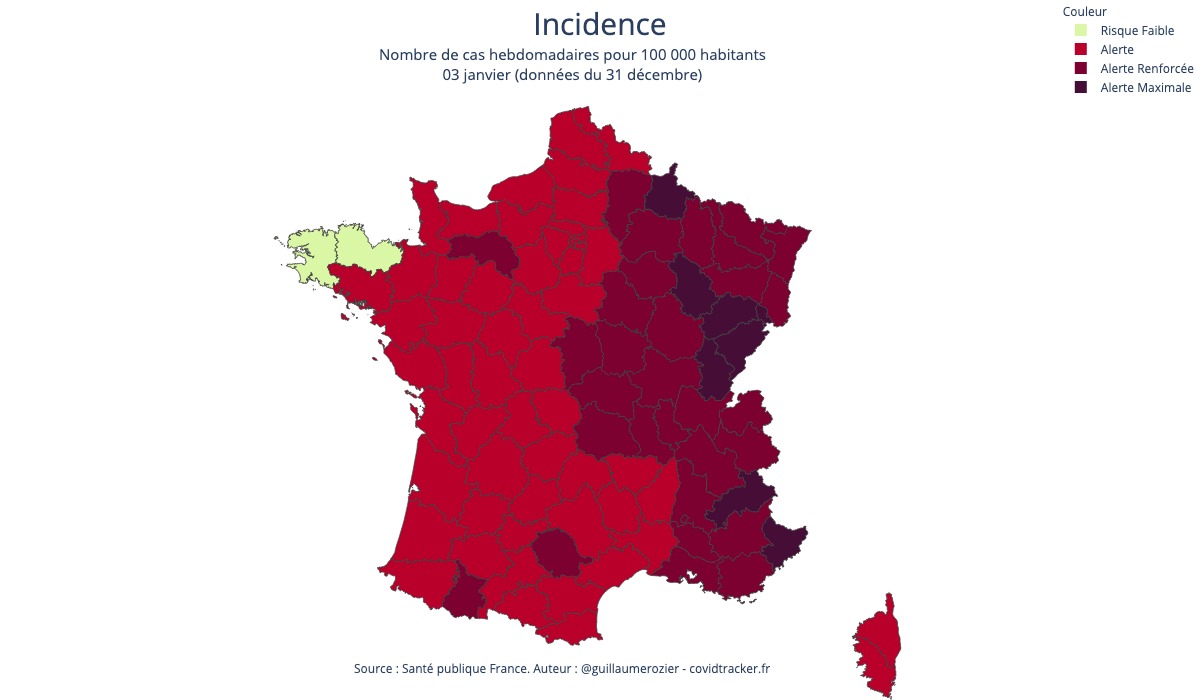 Incidence
Nombre de cas hebdomadaires pour 100 000 habitants
03 janvier (données du 31 décembre)
Couleur
Risque Faible
Alerte
Alerte Renforcée
Alerte Maximale
Source : Santé publique France. Auteur : @guillaumerozier - covidtracker.fr